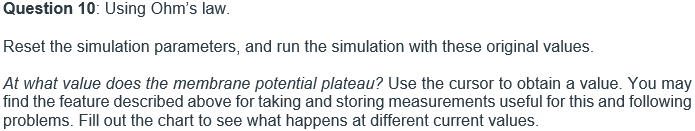 Question 10: Using Ohm's law.
Reset the simulation parameters, and run the simulation with these original values.
At what value does the membrane potential plateau? Use the cursor to obtain a value. You may
find the feature described above for taking and storing measurements useful for this and following
problems. Fill out the chart to see what happens at different current values.